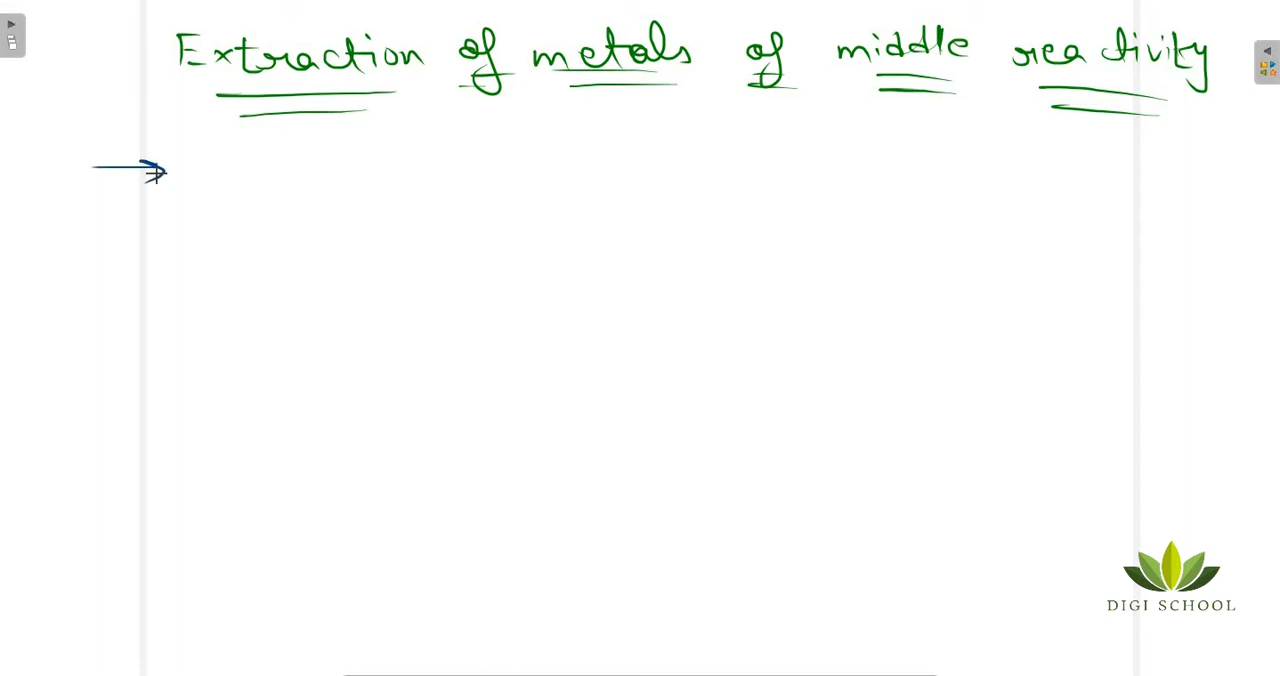 Extraction of metals of middle reactivity
DIGI SCHOOL